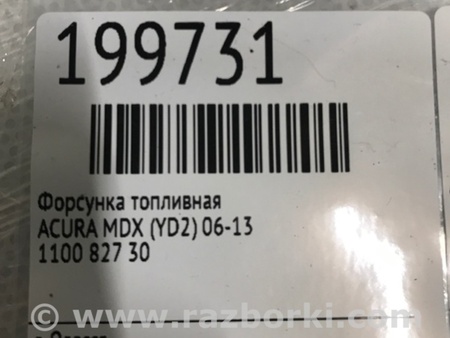 199731
Форсунка топливная
ACURA MDX (YD2) 06-13
1100 827 30
www.razborki.com